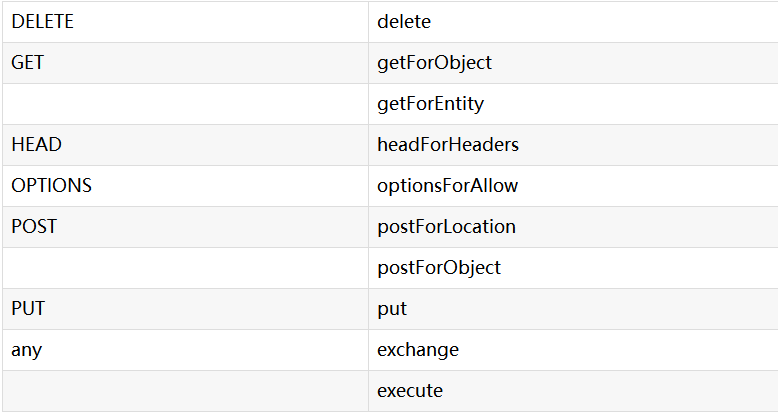 DELETE delete
GET getForObject
getForEntity
HEAD headForHeaders
OPTIONS optionsForAllow
POST postForLocation
postForObject
PUT put
any exchange
execute